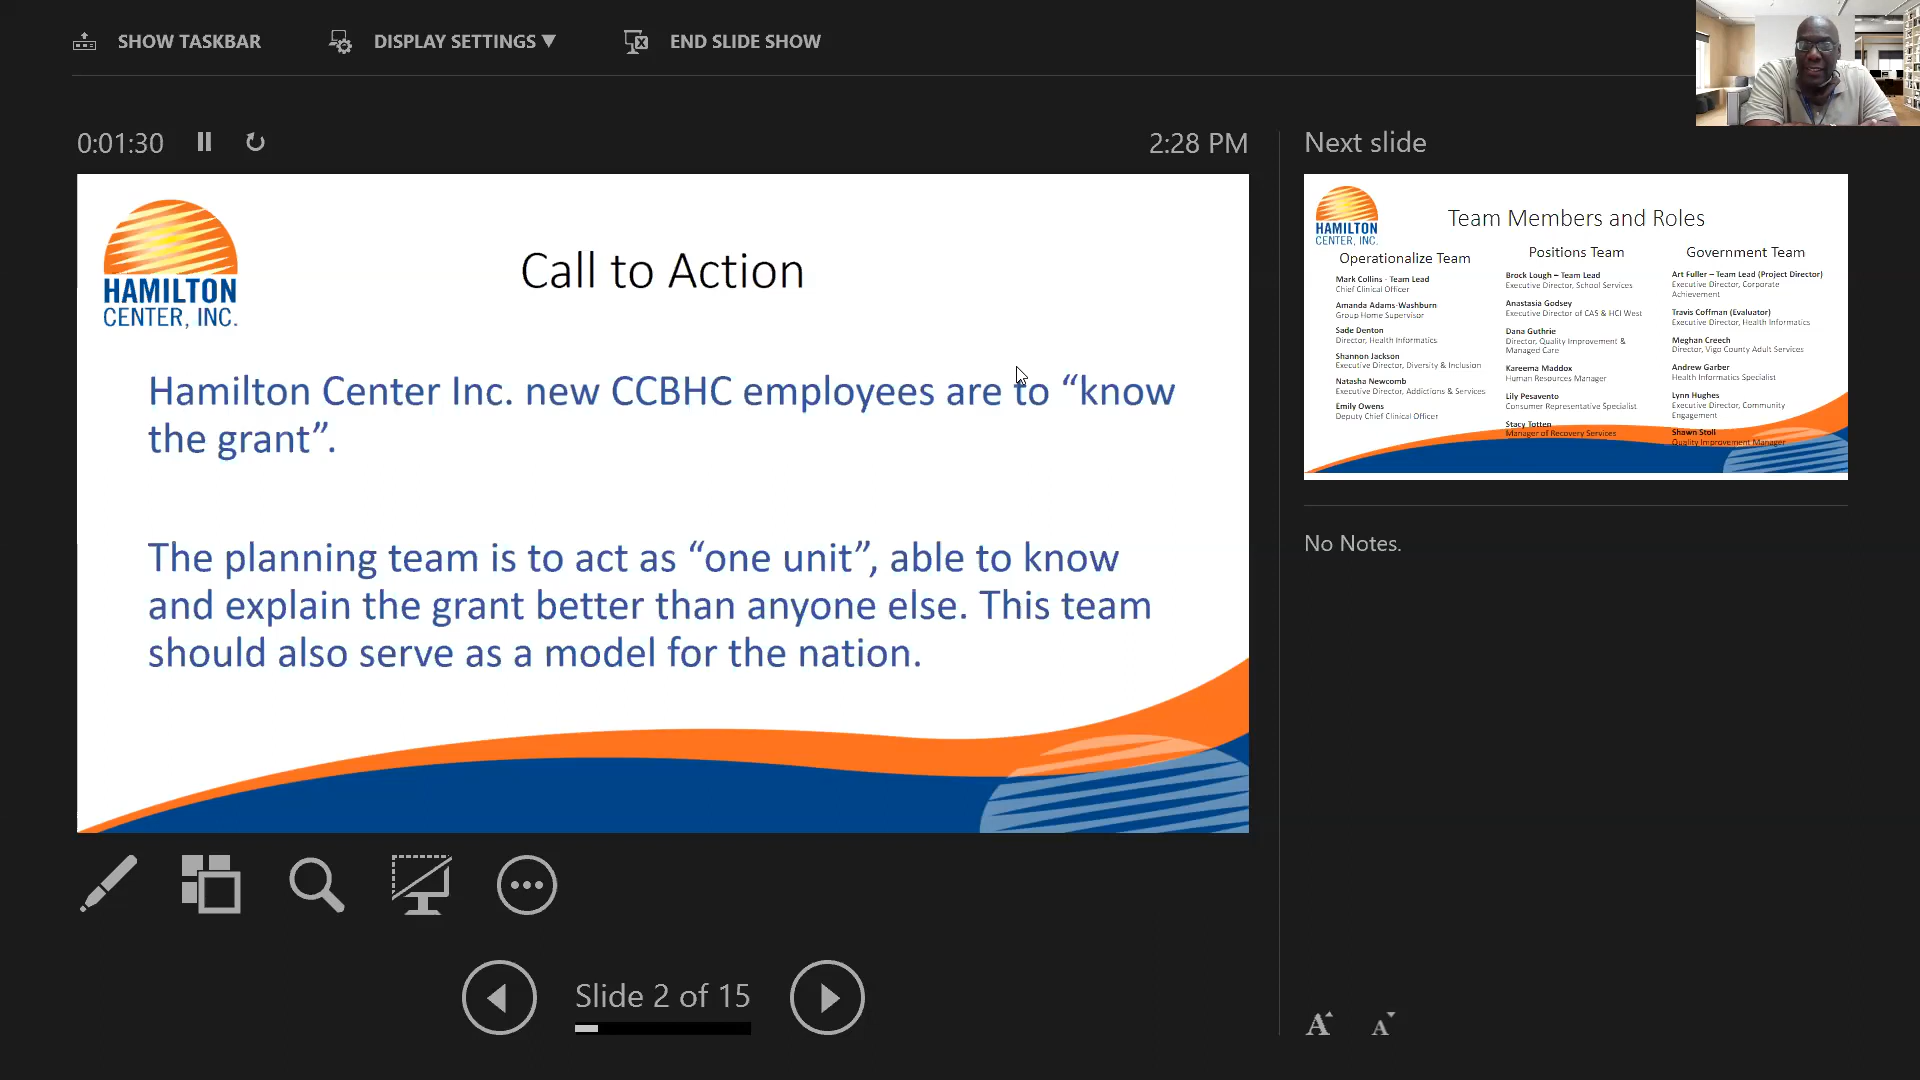 SHOW TASKBAR
DISPLAY SETTINGS ▼
END SLIDE SHOW
0:01:30
2:28 PM
HAMILTON
CENTER, INC.
Call to Action
Hamilton Center Inc. new CCBHC employees are to “know
the grant”.
The planning team is to act as “one unit”, able to know
and explain the grant better than anyone else. This team
should also serve as a model for the nation.
Slide 2 of 15
Next slide
HAMILTON
CENTER, INC.
Team Members and Roles
Operationalize Team
Mark Collins - Team Lead
Chief Clinical Officer
Amanda Adams-Washburn
Group Home Supervisor
Sade Denton
Director, Health Informatics
Shannon Jackson
Executive Director, Diversity & Inclusion
Natasha Newcomb
Executive Director, Addictions & Services
Emily Owens
Deputy Chief Clinical Officer
Positions Team
Brock Lough – Team Lead
Executive Director, School Services
Anastasia Godsey
Executive Director of CAS & HCI West
Dana Guthrie
Director, Quality Improvement &
Managed Care
Kareema Maddox
Human Resources Manager
Lily Pesavento
Consumer Representative Specialist
Stacy Totten
Manager of Recovery Services
Government Team
Art Fuller – Team Lead (Project Director)
Executive Director, Corporate
Achievement
Travis Coffman (Evaluator)
Executive Director, Health Informatics
Meghan Creech
Director, Vigo County Adult Services
Andrew Garber
Health Informatics Specialist
Lynn Hughes
Executive Director, Community
Engagement
Shawn Stoll
Quality Improvement Manager
No Notes.
A
A